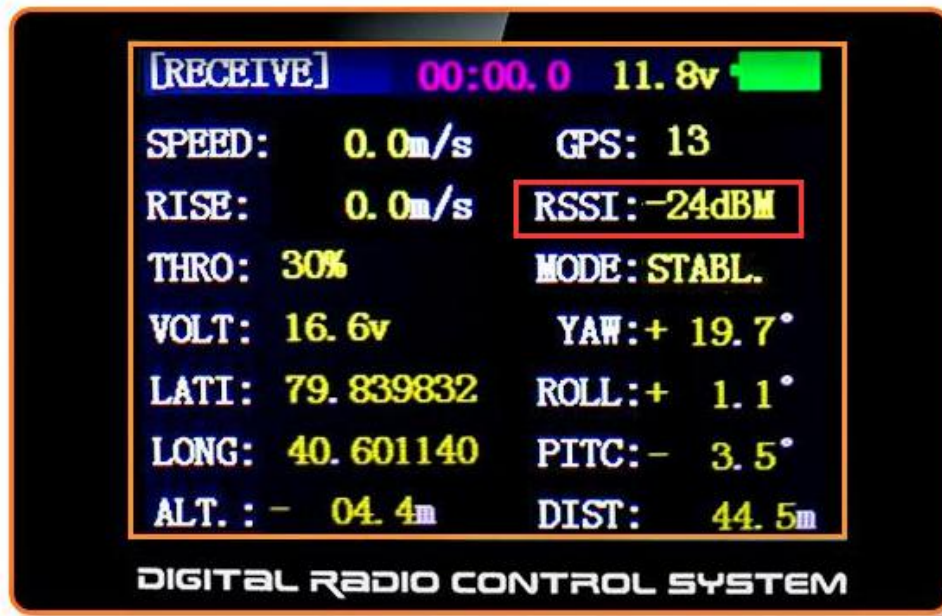 [RECEIVE] 00:00.0 11.8v
SPEED: 0.0m/s GPS: 13
RISE: 0.0m/s RSSI:-24dBM
THRO: 30% MODE:STABL.
VOLT: 16.6v YAW:+ 19.7°
LATI: 79.839832 ROLL:+ 1.1°
LONG: 40.601140 PITC:- 3.5°
ALT.:- 04.4m DIST: 44.5m
DIGITAL RADIO CONTROL SYSTEM